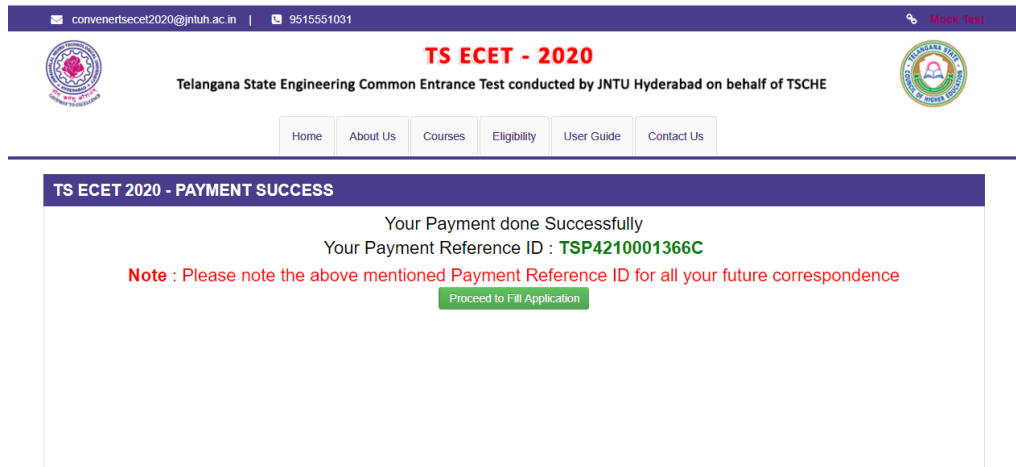 convenertsecet2020@jntuh.ac.in | 9515551031 Mock Test
TS ECET - 2020
Telangana State Engineering Common Entrance Test conducted by JNTU Hyderabad on behalf of TSCHE
Home About Us Courses Eligibility User Guide Contact Us
TS ECET 2020 - PAYMENT SUCCESS
Your Payment done Successfully
Your Payment Reference ID : TSP4210001366C
Note : Please note the above mentioned Payment Reference ID for all your future correspondence
Proceed to Fill Application